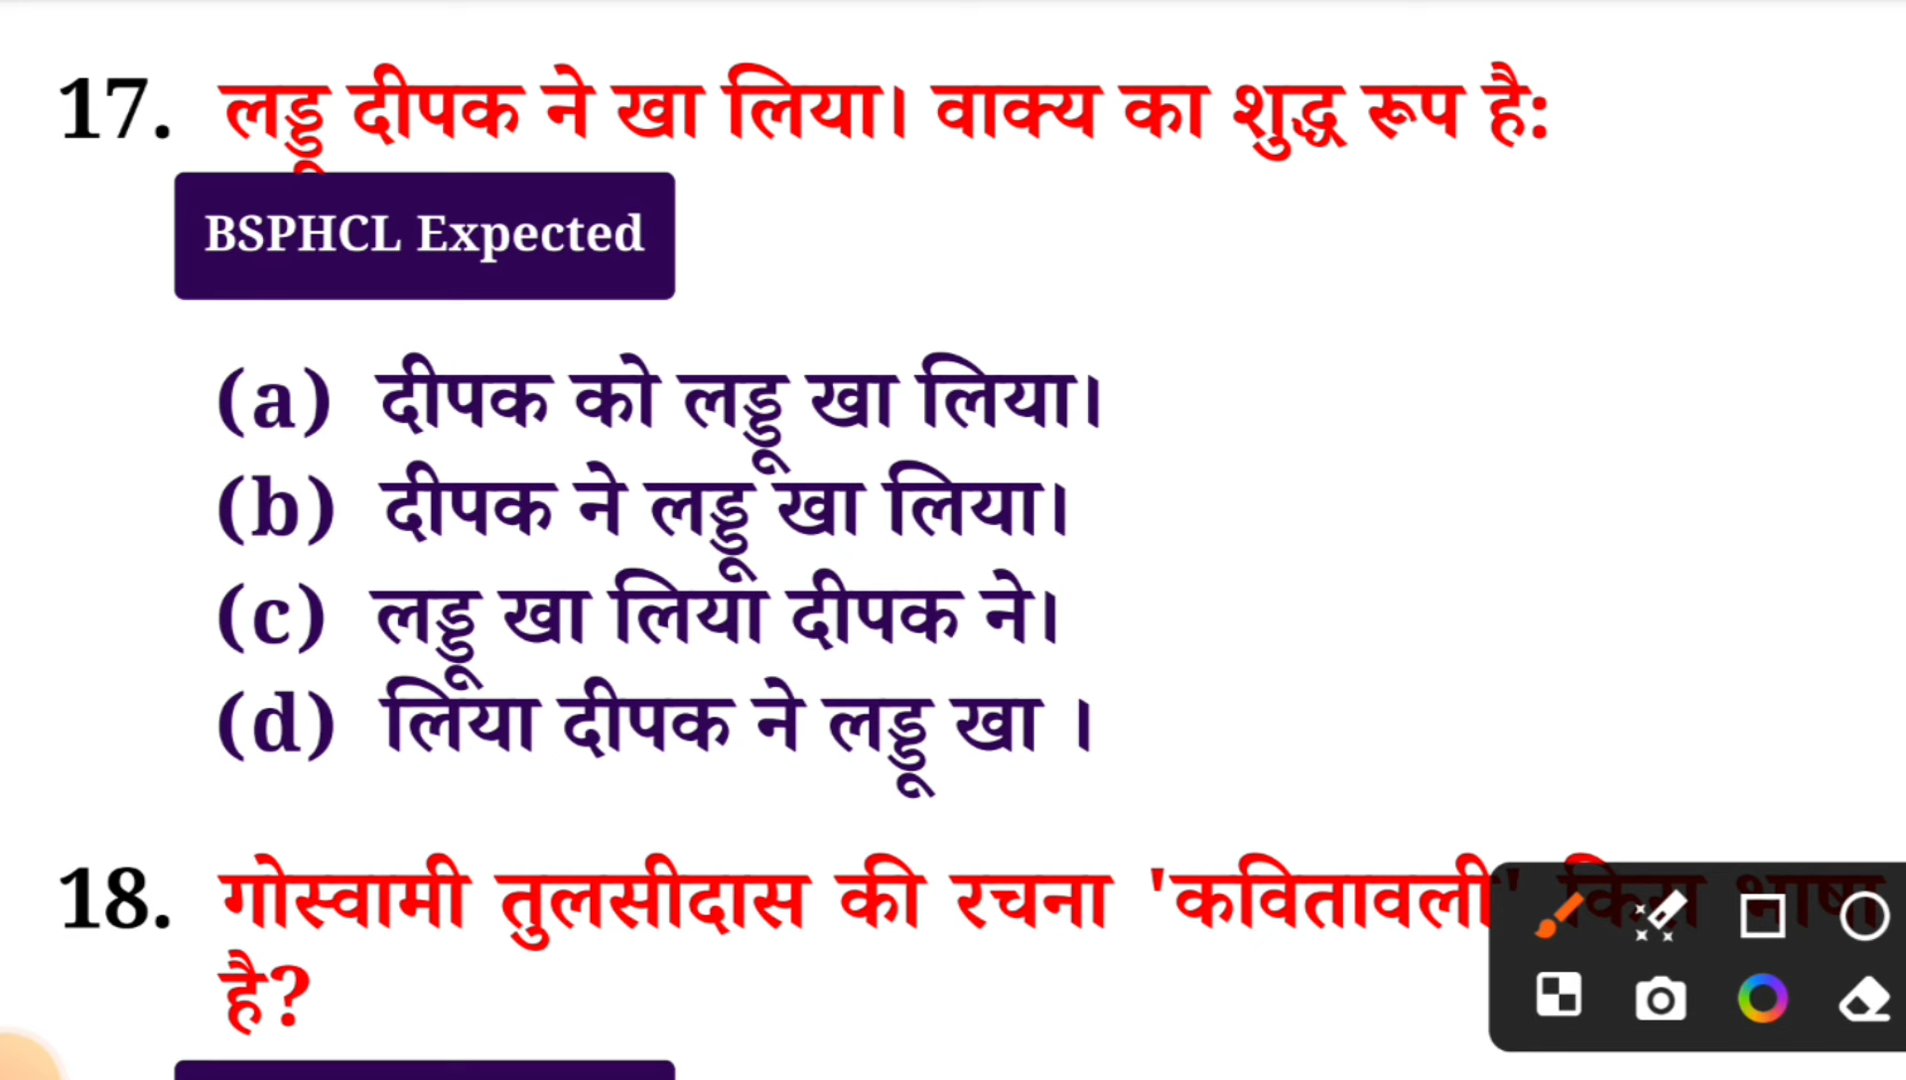 17. लड्डू दीपक ने खा लिया। वाक्य का शुद्ध रूप है:
BSPHCL Expected
(a) दीपक को लड्डू खा लिया।
(b) दीपक ने लड्डू खा लिया।
(c) लड्डू खा लिया दीपक ने।
(d) लिया दीपक ने लड्डू खा ।
18. गोस्वामी तुलसीदास की रचना 'कवितावली' किस भाषा
है?